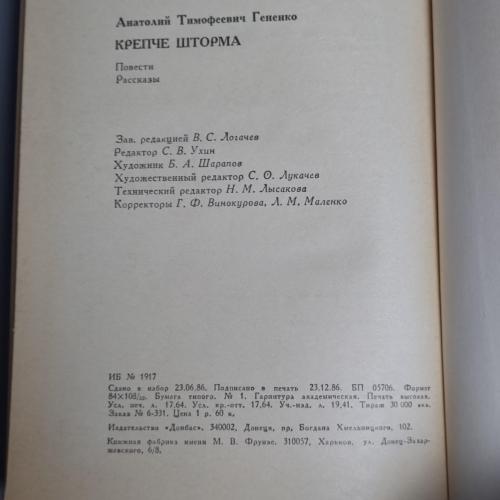 Анатолий Тимофеевич Гененко
КРЕПЧЕ ШТОРМА
Повести
Рассказы
Зав. редакцией В. С. Логачев
Редактор С. В. Ухин
Художник Б. А. Шарапов
Художественный редактор С. О. Лукачев
Технический редактор Н. М. Лысакова
Корректоры Г. Ф. Винокурова, Л. М. Маленко
ИБ № 1917
Сдано в набор 23.06.86. Подписано в печать 23.12.86. БП 05706. Формат
84×108/32. Бумага типогр. № 1. Гарнитура академическая. Печать высокая.
Усл. печ. л. 17,64. Усл. кр.-отт. 17,64. Уч.-изд. л. 19,41. Тираж 30 000 экз.
Заказ № 6-331. Цена 1 р. 60 к.
Издательство «Донбас». 340002, Донецк, пр. Богдана Хмельницкого, 102.
Книжная фабрика имени М. В. Фрунзе. 310057, Харьков, ул. Донец-Захаржевского, 6/8.